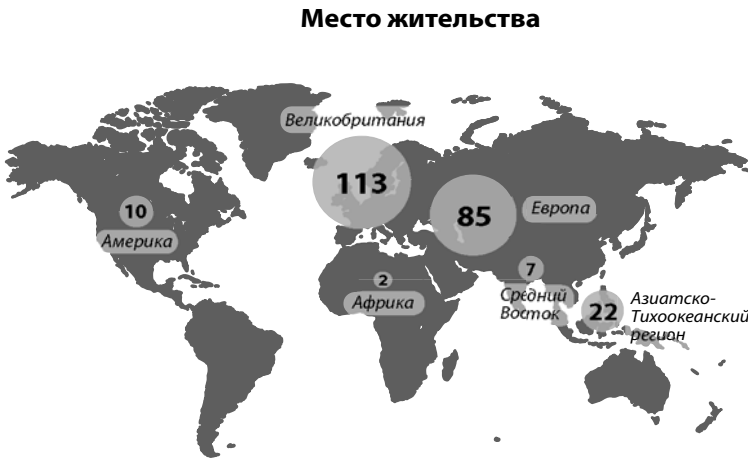 Место жительства
Великобритания
113
10
Америка
85
Европа
2
Африка
7
Средний
Восток
22
Азиатско-
Тихоокеанский
регион